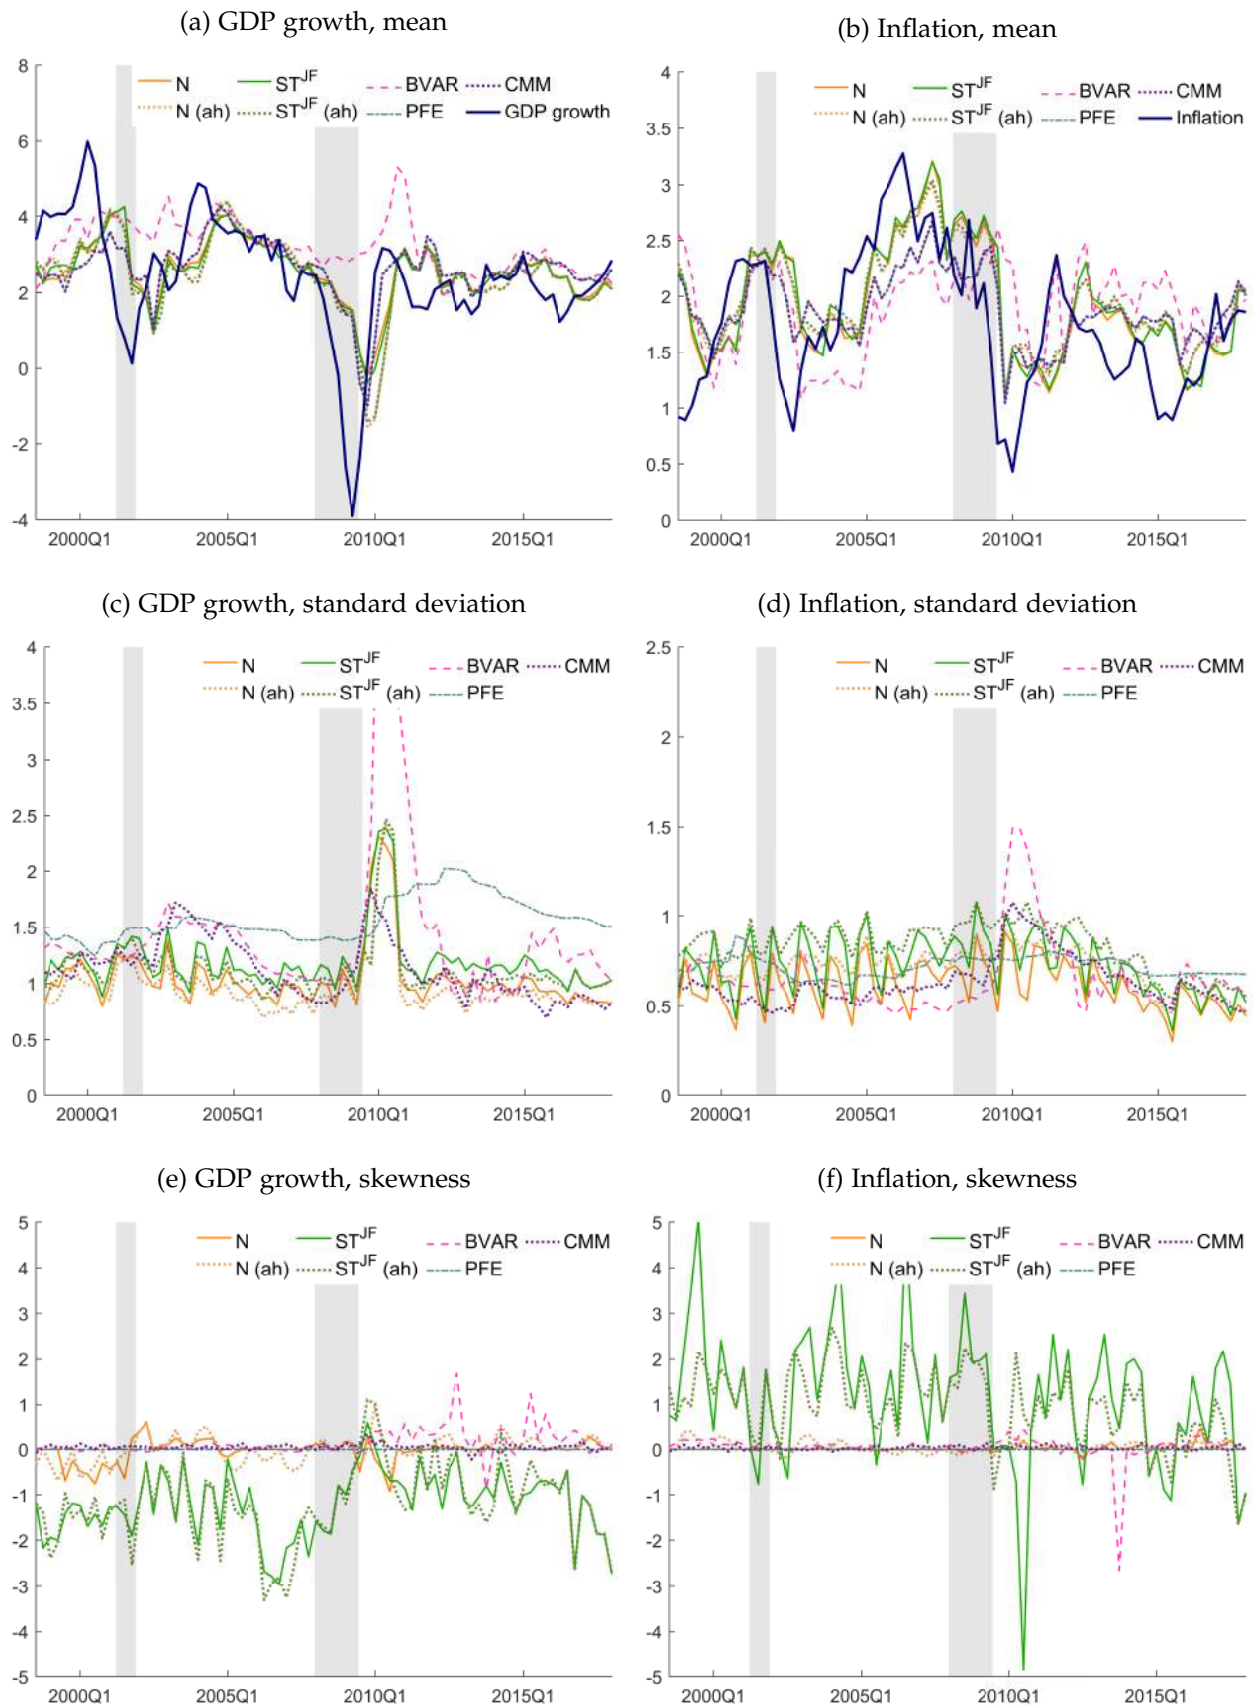 (a) GDP growth, mean
(b) Inflation, mean
8
6
4
2
0
-2
-4
N
ST^JF
BVAR
CMM
N (ah)
ST^JF (ah)
PFE
GDP growth
2000Q1
2005Q1
2010Q1
2015Q1
4
3.5
3
2.5
2
1.5
1
0.5
0
N
ST^JF
BVAR
CMM
N (ah)
ST^JF (ah)
PFE
Inflation
2000Q1
2005Q1
2010Q1
2015Q1
(c) GDP growth, standard deviation
(d) Inflation, standard deviation
4
3.5
3
2.5
2
1.5
1
0.5
0
N
ST^JF
BVAR
CMM
N (ah)
ST^JF (ah)
PFE
2000Q1
2005Q1
2010Q1
2015Q1
2.5
2
1.5
1
0.5
0
N
ST^JF
BVAR
CMM
N (ah)
ST^JF (ah)
PFE
2000Q1
2005Q1
2010Q1
2015Q1
(e) GDP growth, skewness
(f) Inflation, skewness
5
4
3
2
1
0
-1
-2
-3
-4
-5
N
ST^JF
BVAR
CMM
N (ah)
ST^JF (ah)
PFE
2000Q1
2005Q1
2010Q1
2015Q1
5
4
3
2
1
0
-1
-2
-3
-4
-5
N
ST^JF
BVAR
CMM
N (ah)
ST^JF (ah)
PFE
2000Q1
2005Q1
2010Q1
2015Q1